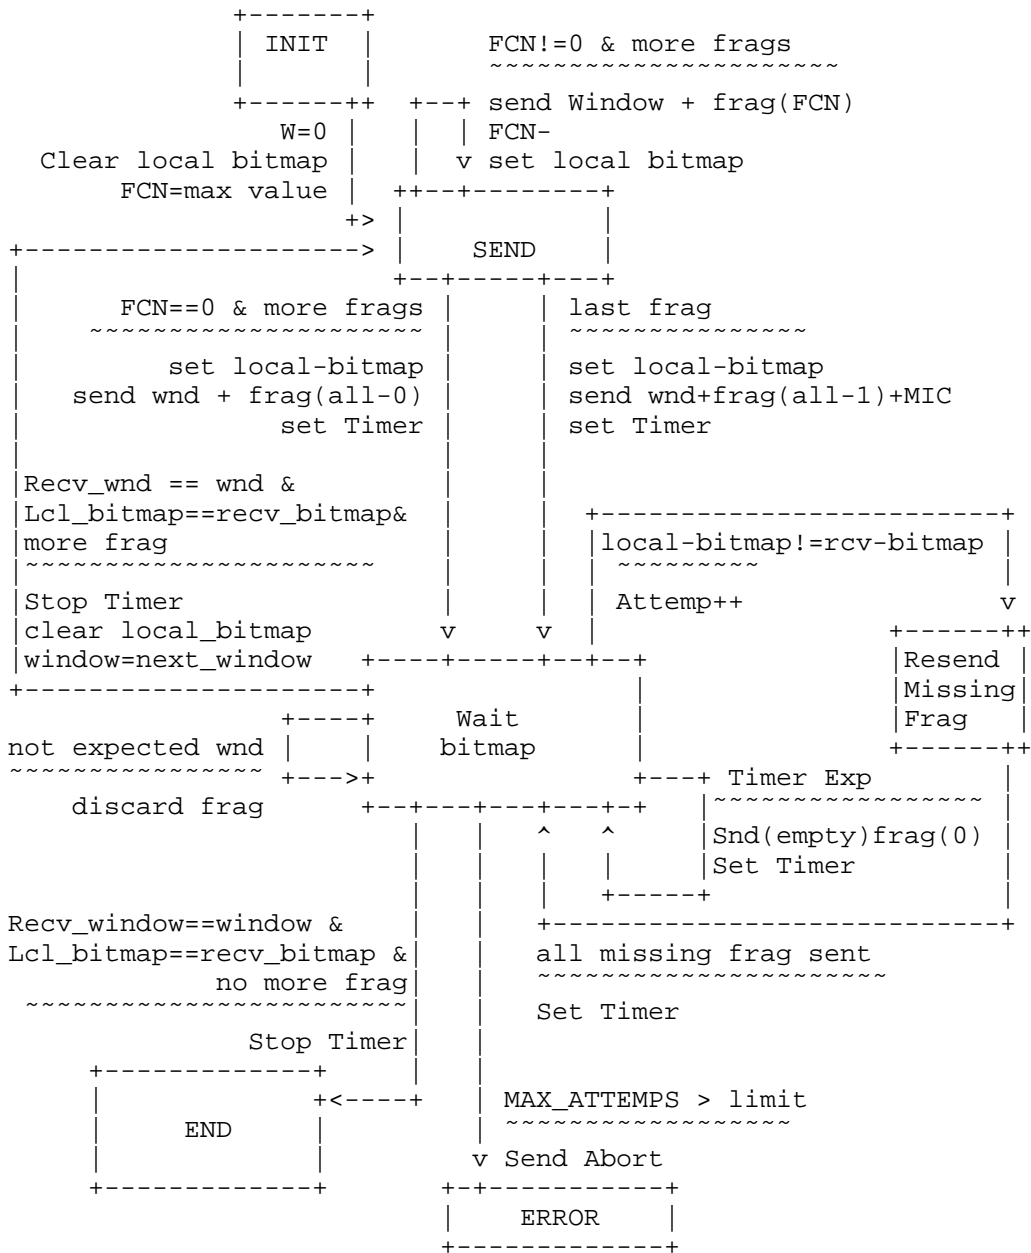 INIT FCN!=0 & more frags
~~~~~~~~~~~~~~~~~~~~~~
send Window + frag(FCN)
W=0 FCN-
Clear local bitmap v set local bitmap
FCN=max value
+>
> SEND
FCN==0 & more frags last frag
~~~~~~~~~~~~~~~~~~~~~ ~~~~~~~~~~~~~~~
set local-bitmap set local-bitmap
send wnd + frag(all-0) send wnd+frag(all-1)+MIC
set Timer set Timer
Recv_wnd == wnd &
Lcl_bitmap==recv_bitmap&
more frag local-bitmap!=rcv-bitmap
~~~~~~~~~~~~~~~~~~~~~~ ~~~~~~~~~
Stop Timer Attemp++ v
clear local_bitmap v v
window=next_window Resend
Missing
Wait Frag
not expected wnd bitmap
~~~~~~~~~~~~~~~~ Timer Exp
discard frag ~~~~~~~~~~~~~~~~~
^ ^ Snd(empty)frag(0)
Set Timer
Recv_window==window &
Lcl_bitmap==recv_bitmap & all missing frag sent
no more frag ~~~~~~~~~~~~~~~~~~~~~~
~~~~~~~~~~~~~~~~~~~~~~~~ Set Timer
Stop Timer
MAX_ATTEMPS > limit
END ~~~~~~~~~~~~~~~~~~
v Send Abort
ERROR